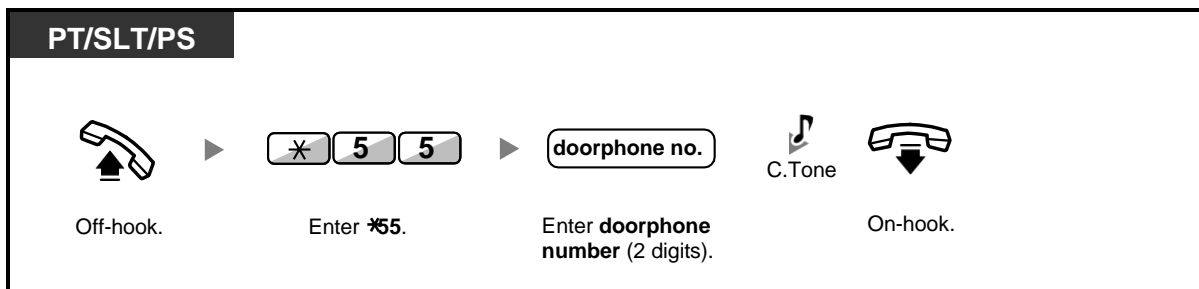 PT/SLT/PS
* 5 5
doorphone no.
C.Tone
Off-hook.
Enter *55.
Enter doorphone
number (2 digits).
On-hook.